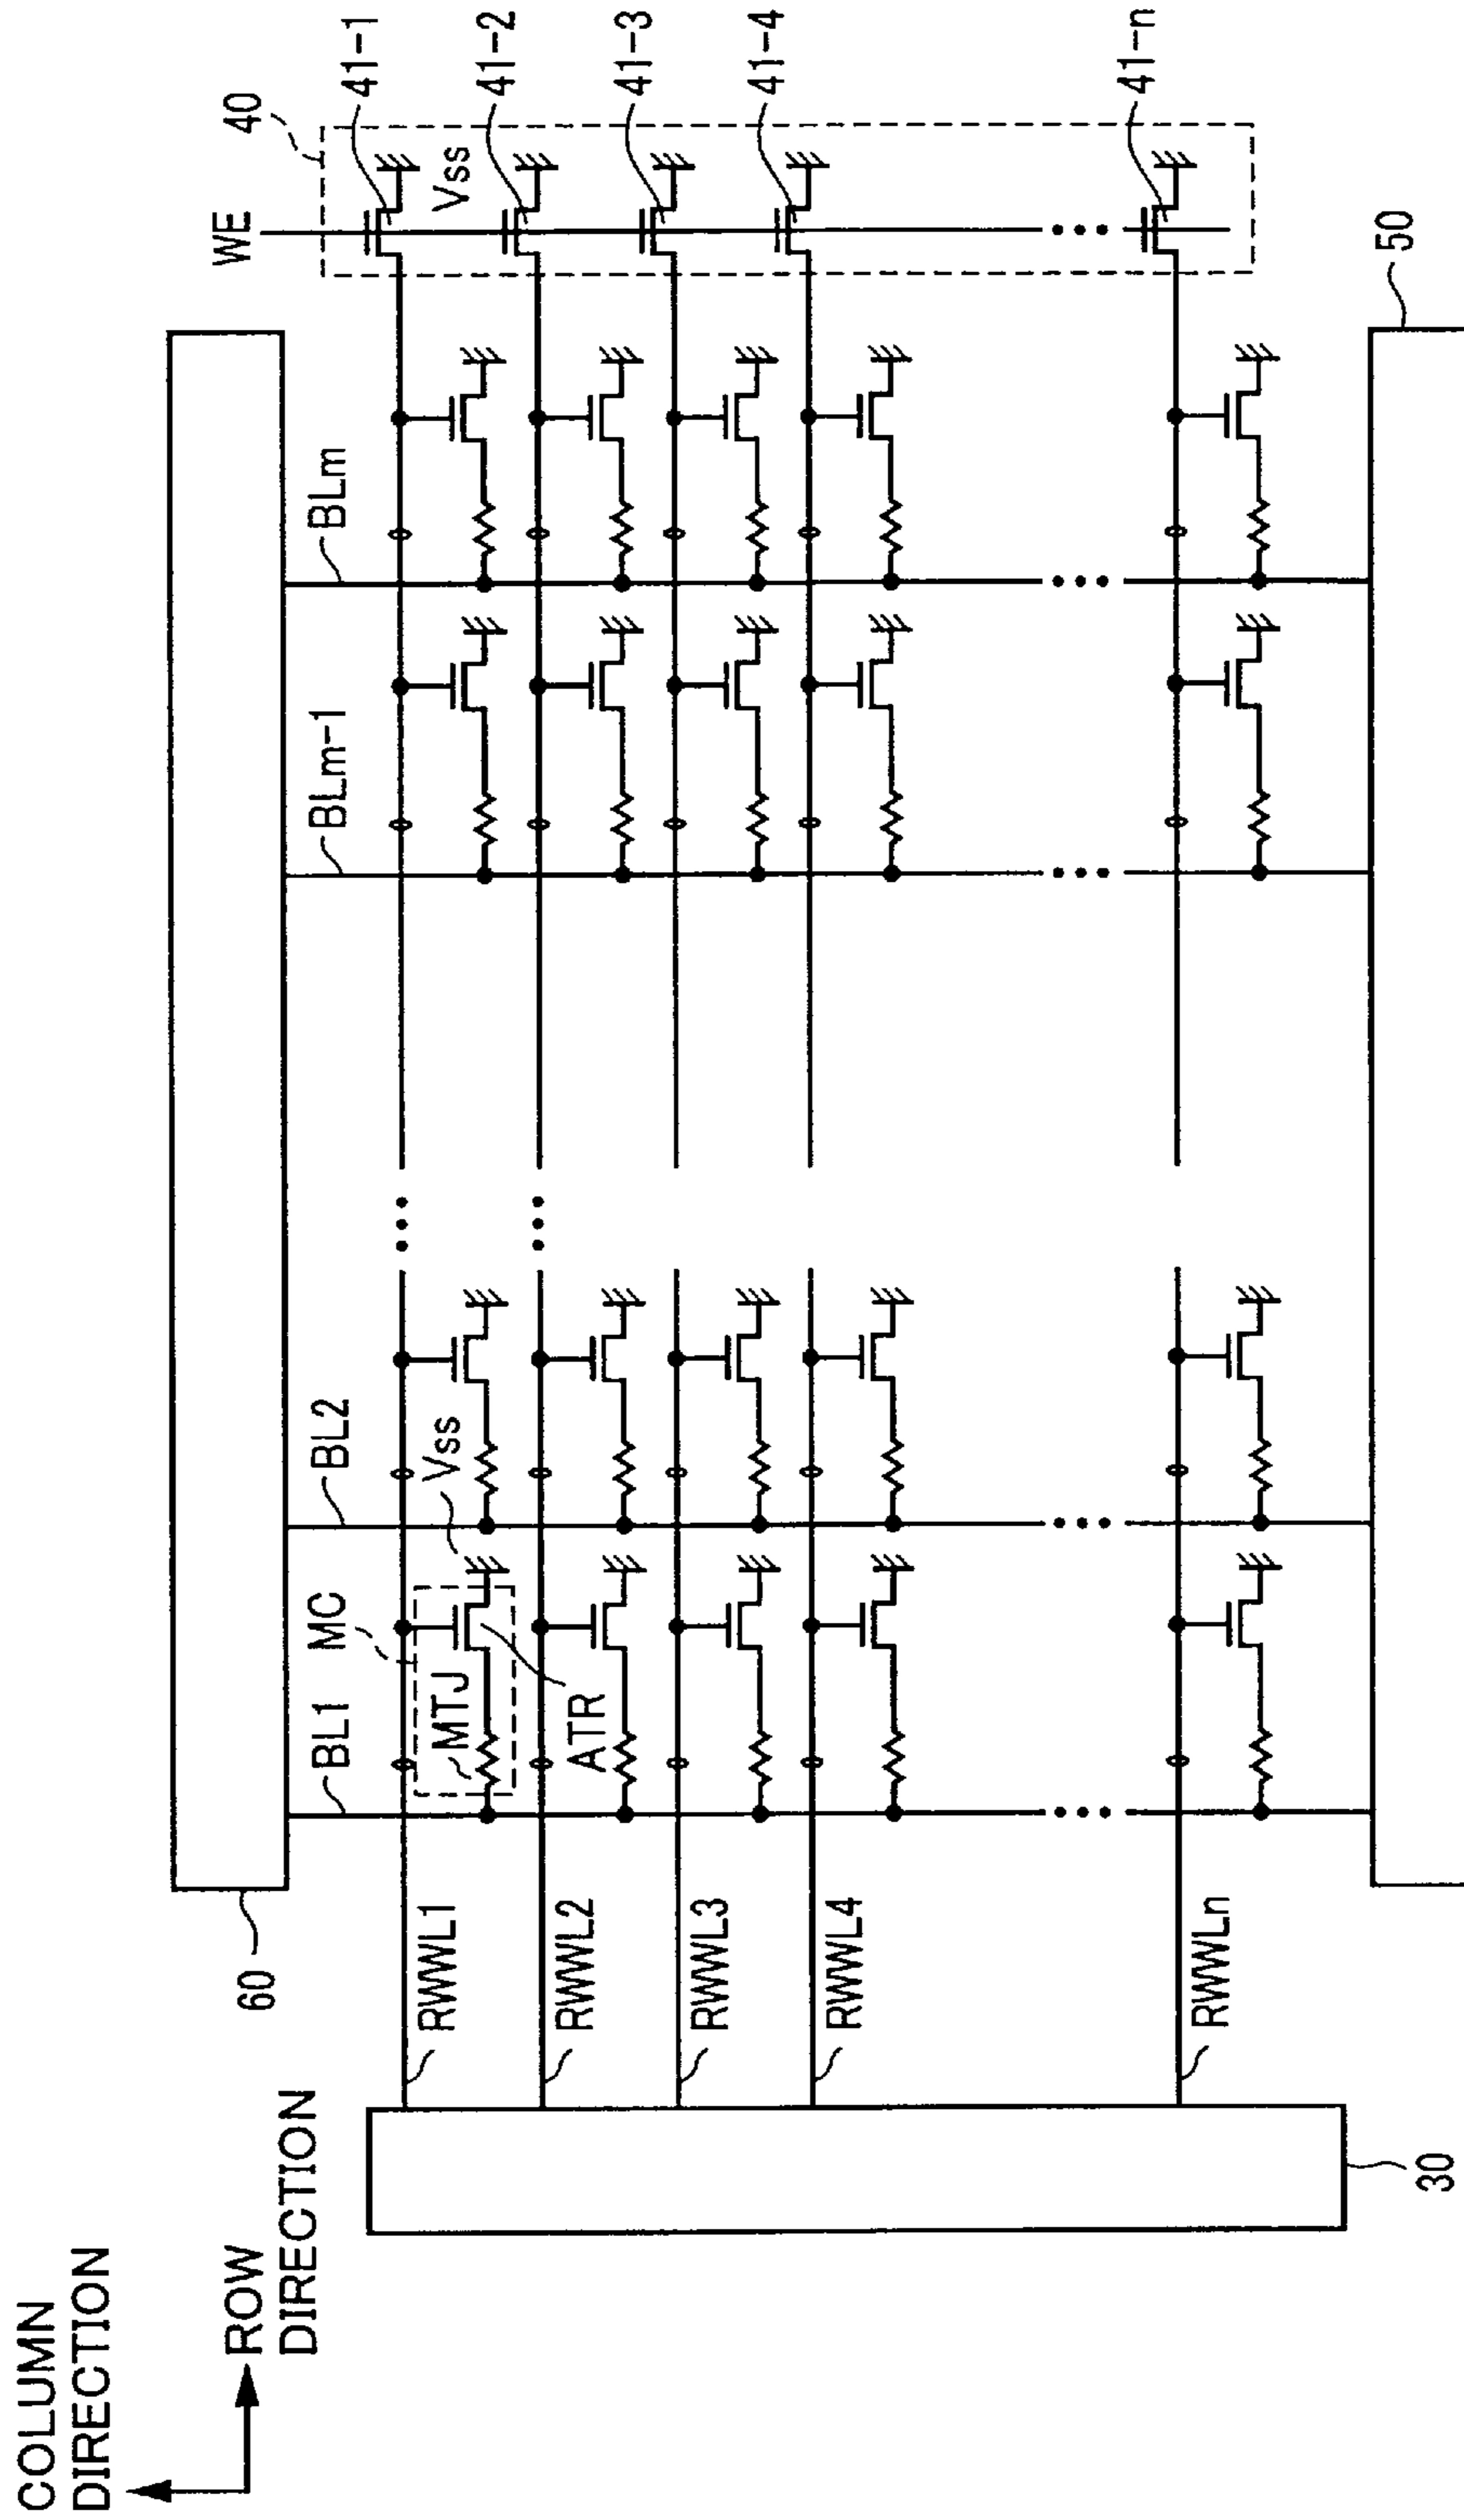 COLUMN
DIRECTION
ROW
DIRECTION
60
BL1
MC
BL2
BLm-1
BLm
WE
40
41-1
41-2
41-3
41-4
41-n
Vss
Vss
MTJ
ATR
RWWL1
RWWL2
RWWL3
RWWL4
RWWLn
30
50